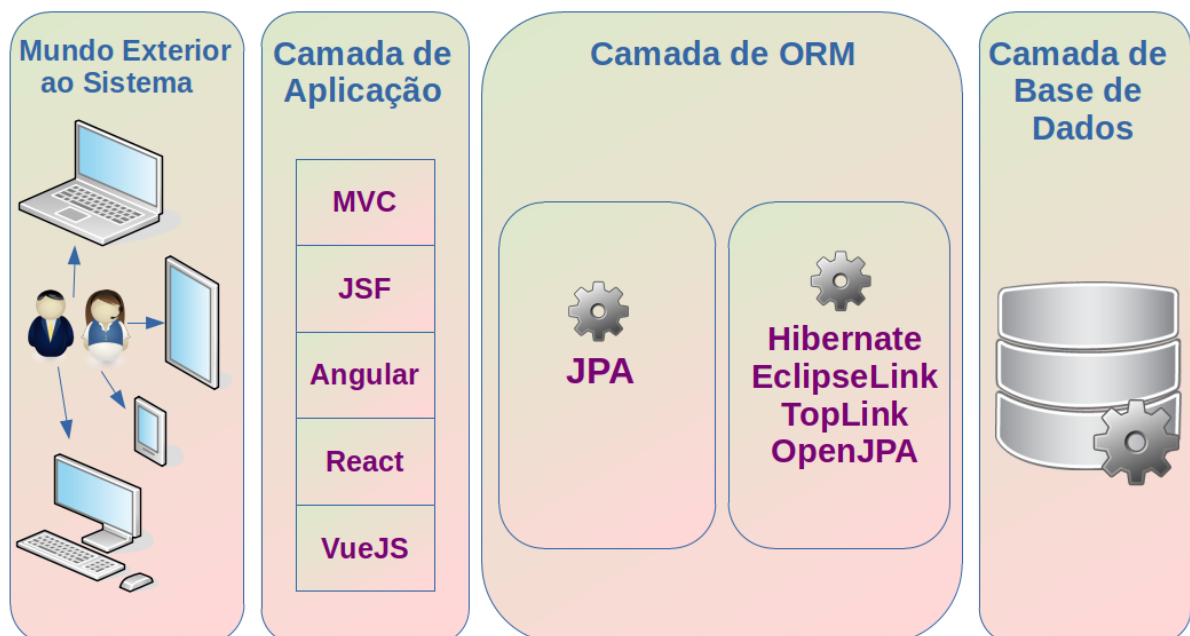 Mundo Exterior
ao Sistema
Camada de
Aplicação
MVC
JSF
Angular
React
VueJS
Camada de ORM
JPA
Hibernate
EclipseLink
TopLink
OpenJPA
Camada de
Base de
Dados